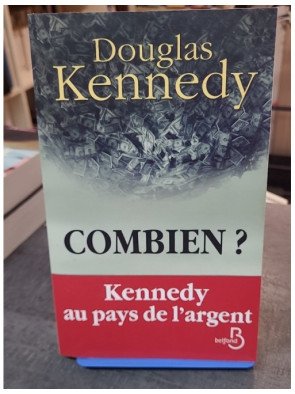 Douglas
Kennedy
COMBIEN ?
Kennedy
au pays de l'argent
belfond